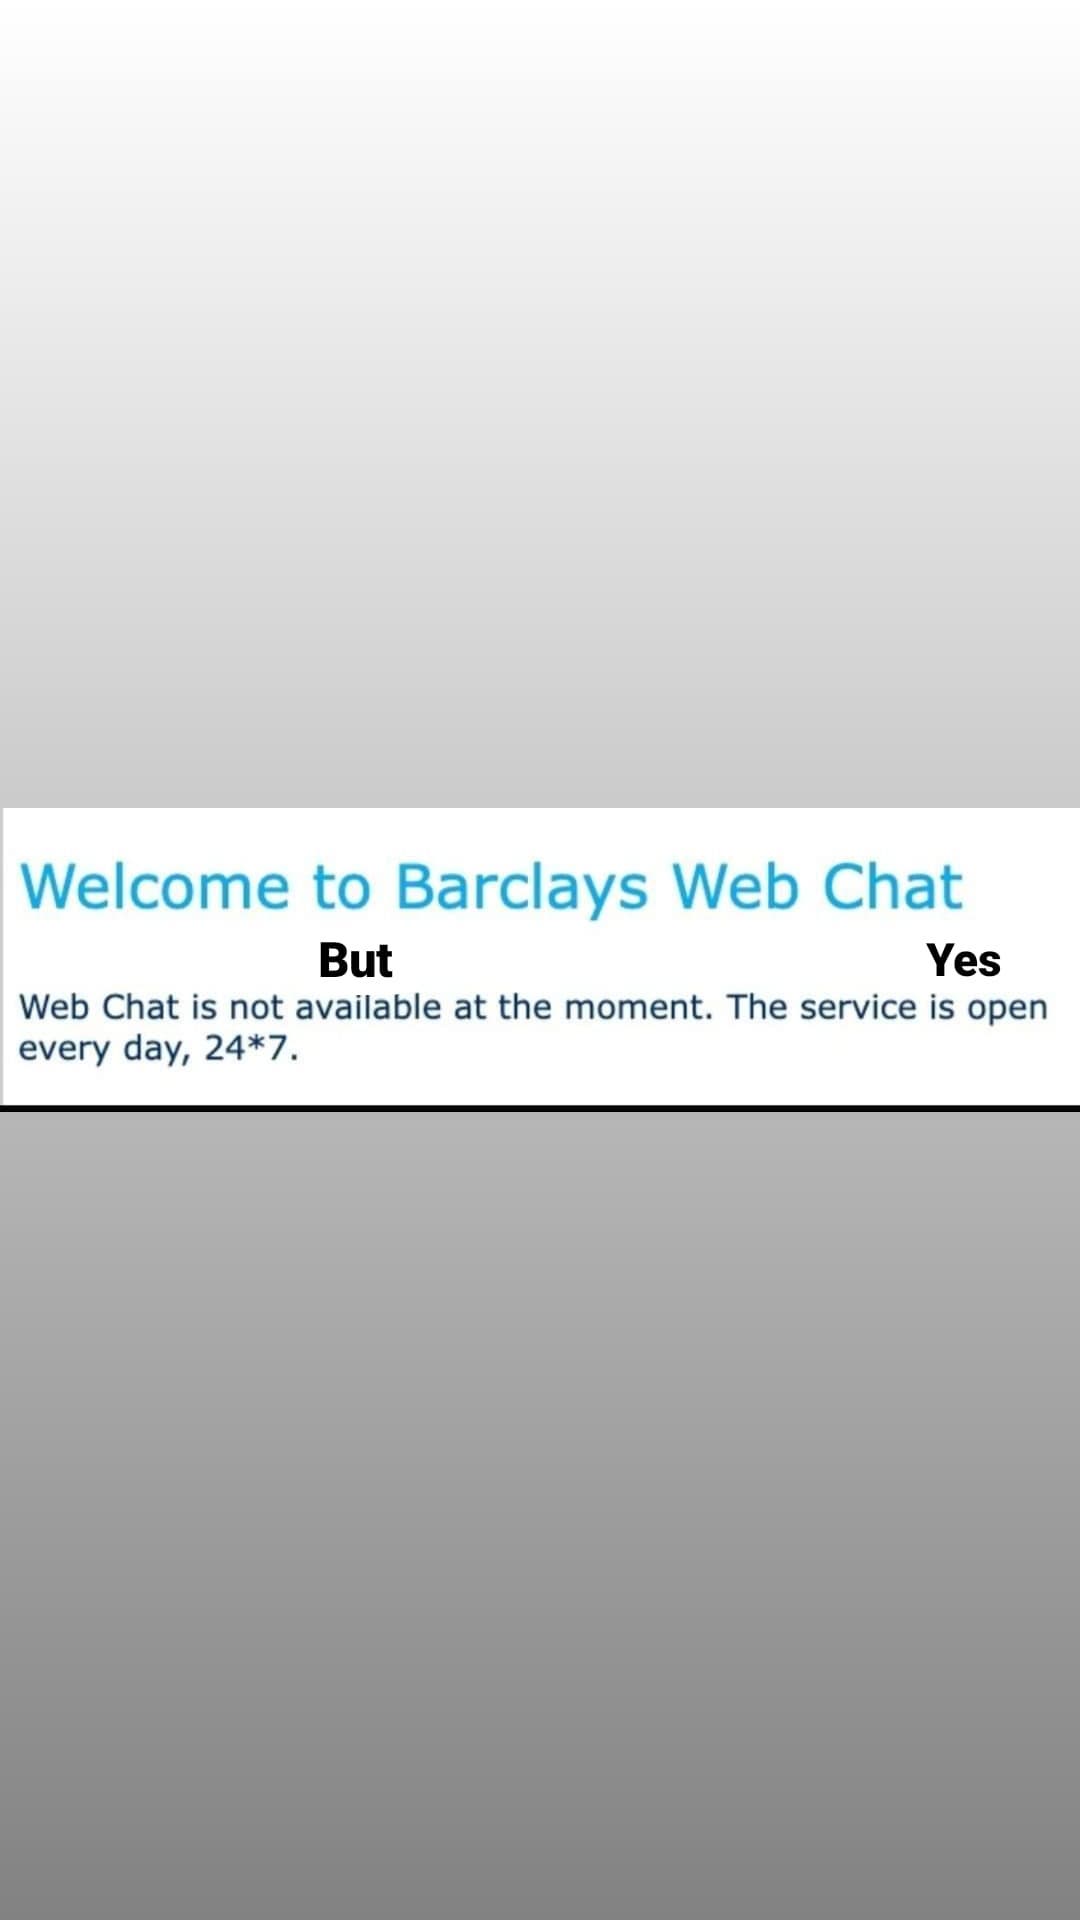 Welcome to Barclays Web Chat
But Yes
Web Chat is not available at the moment. The service is open
every day, 24*7.